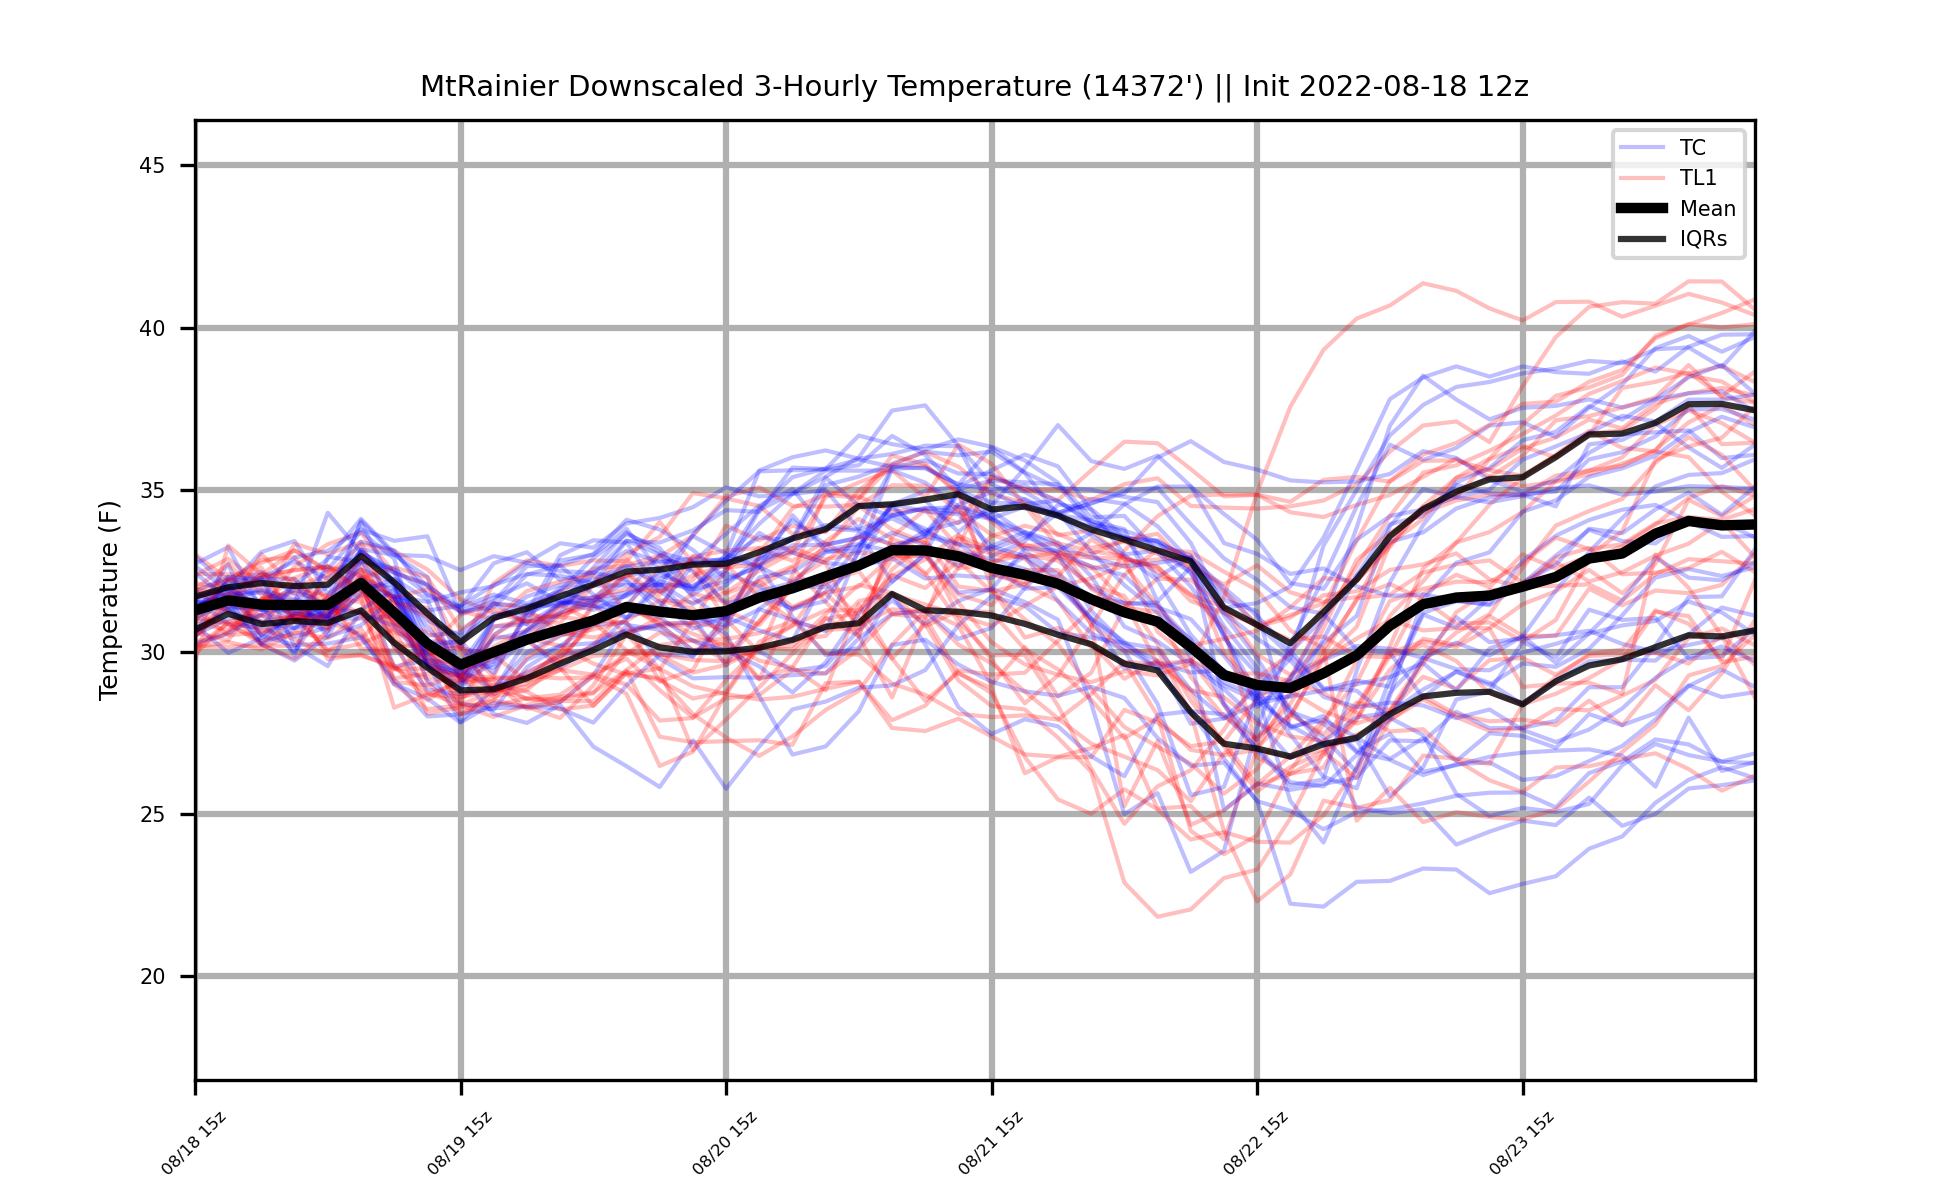 MtRainier Downscaled 3-Hourly Temperature (14372') || Init 2022-08-18 12z
TC
TL1
Mean
IQRs
Temperature (F)
45
40
35
30
25
20
08/18 15z
08/19 15z
08/20 15z
08/21 15z
08/22 15z
08/23 15z